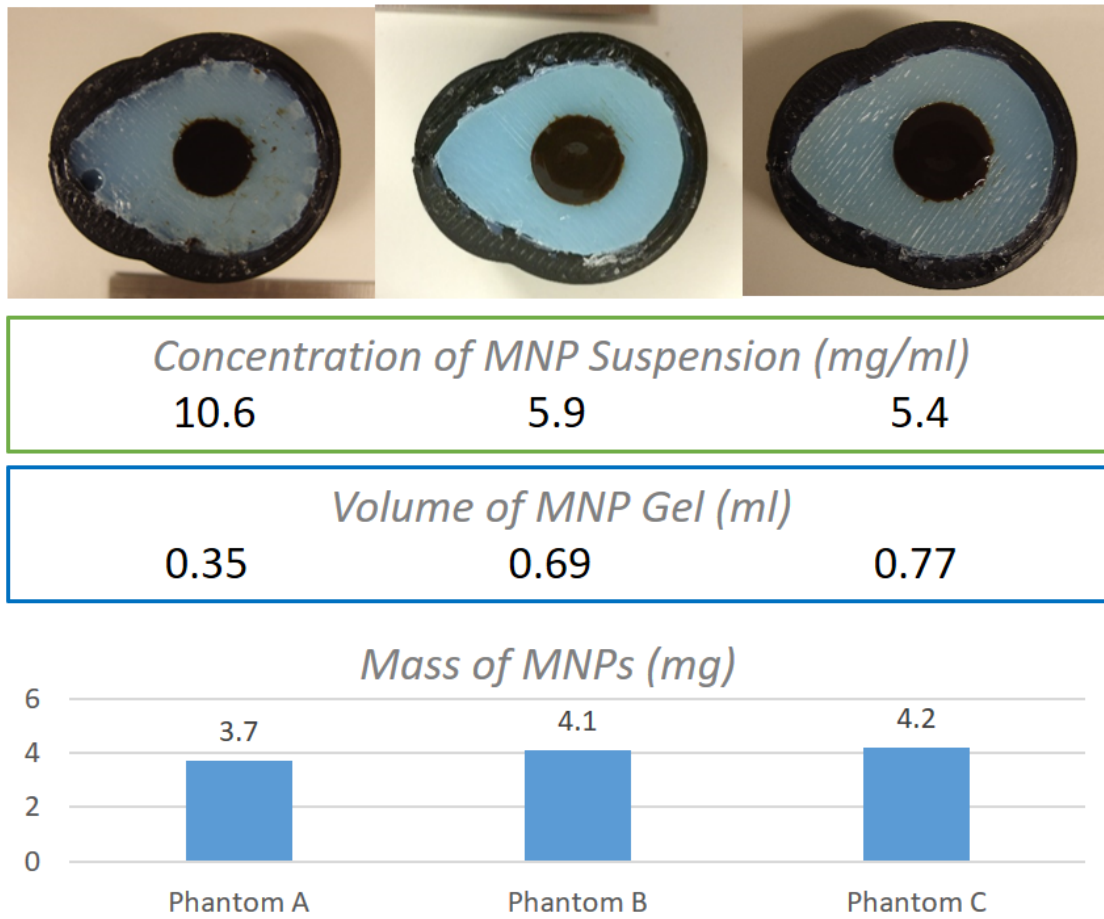 Concentration of MNP Suspension (mg/ml)
10.6 5.9 5.4
Volume of MNP Gel (ml)
0.35 0.69 0.77
Mass of MNPs (mg)
6
3.7 4.1 4.2
4
2
0
Phantom A Phantom B Phantom C